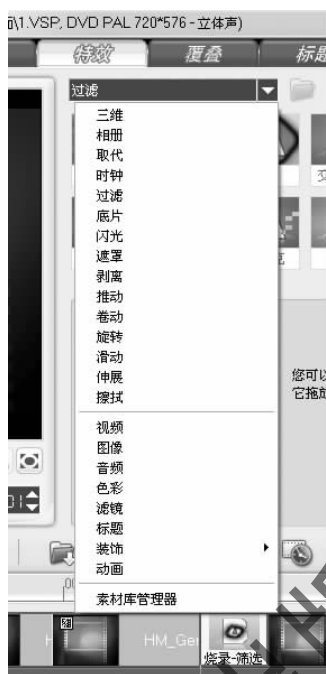 \1.VSP, DVD PAL 720*576 - 立体声)
特效 覆叠 标题
过滤
三维
相册
取代
时钟
过滤
底片
闪光
遮罩
剥离
推动
卷动
旋转
滑动
伸展
擦拭
您可以
它拖放
视频
图像
音频
色彩
滤镜
标题
装饰
动画
素材库管理器
HM_Ge
烧录-筛选